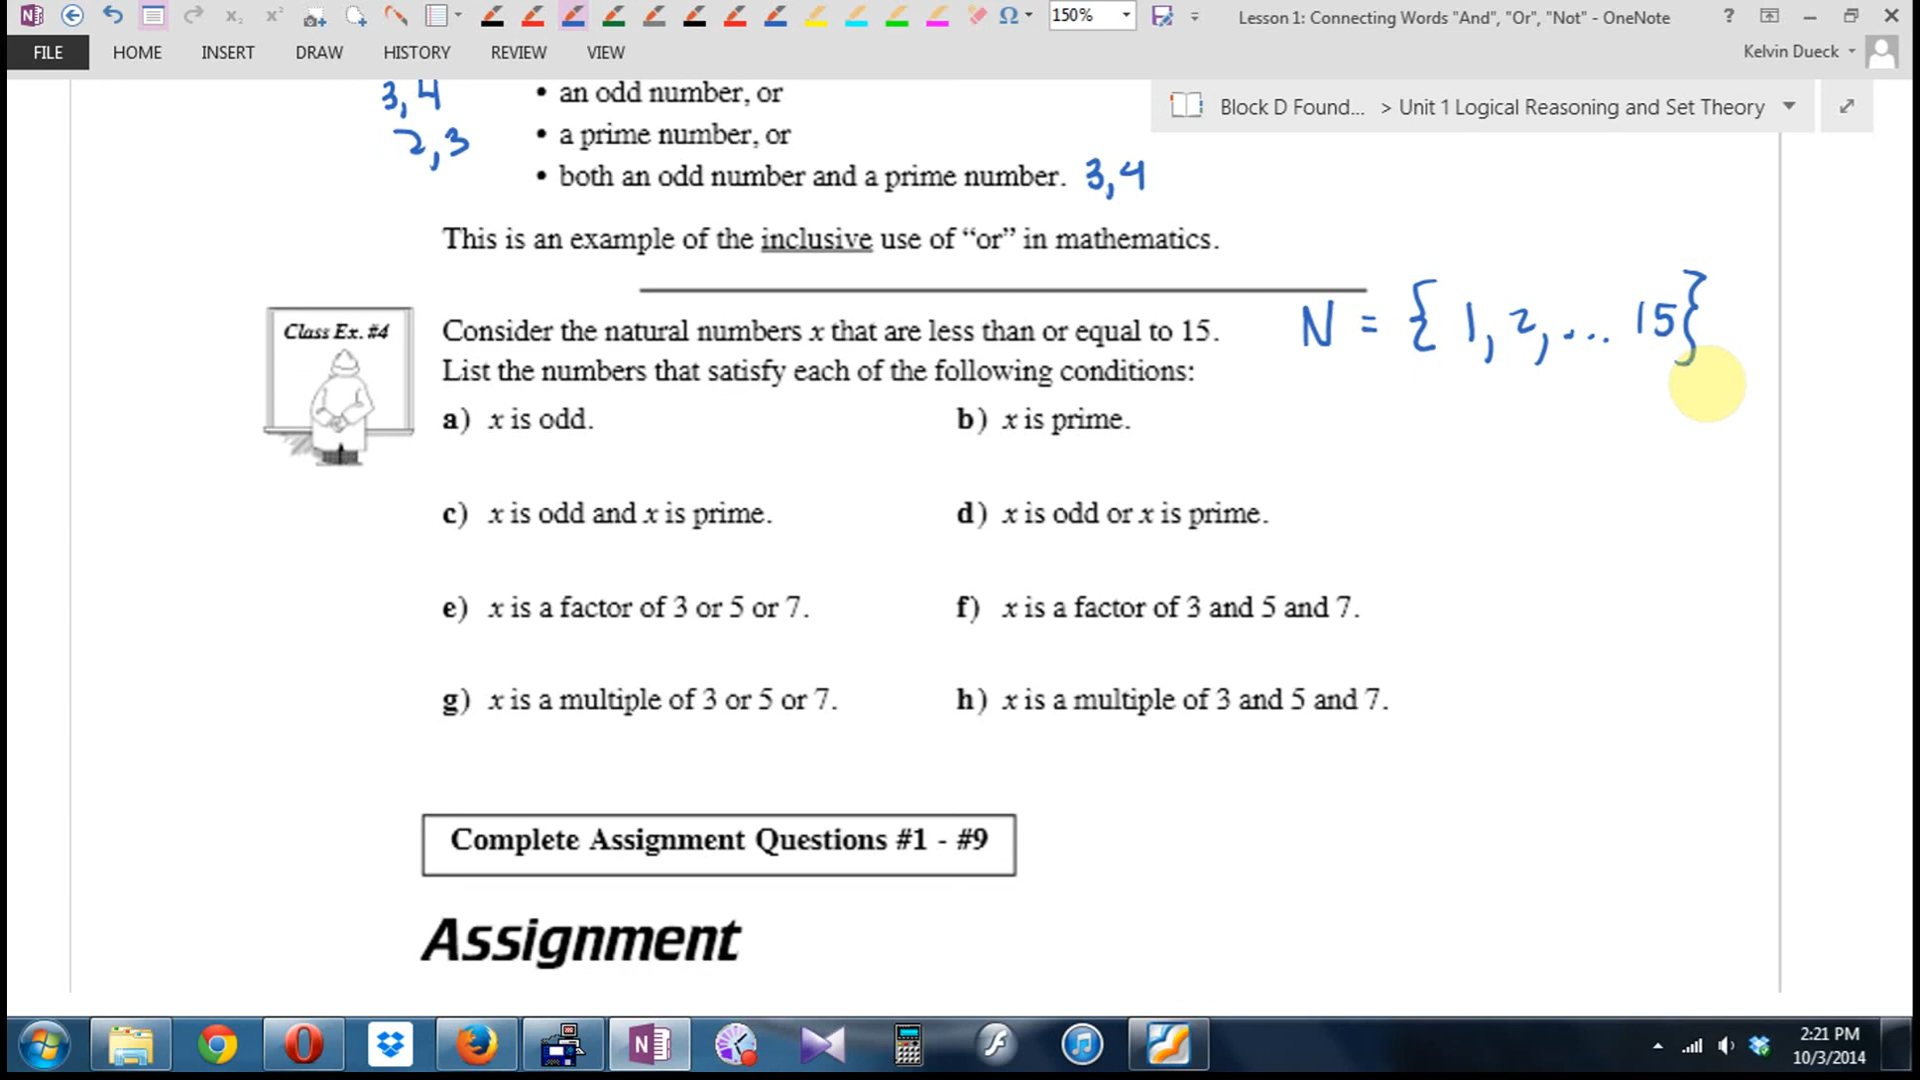 150%
Lesson 1: Connecting Words "And", "Or", "Not" - OneNote
FILE HOME INSERT DRAW HISTORY REVIEW VIEW
Kelvin Dueck
Block D Found... > Unit 1 Logical Reasoning and Set Theory
3, 4 • an odd number, or
2, 3 • a prime number, or
• both an odd number and a prime number. 3, 4
This is an example of the inclusive use of “or” in mathematics.
N = { 1, 2, ... 15}
Class Ex. #4
Consider the natural numbers x that are less than or equal to 15.
List the numbers that satisfy each of the following conditions:
a) x is odd. b) x is prime.
c) x is odd and x is prime. d) x is odd or x is prime.
e) x is a factor of 3 or 5 or 7. f) x is a factor of 3 and 5 and 7.
g) x is a multiple of 3 or 5 or 7. h) x is a multiple of 3 and 5 and 7.
Complete Assignment Questions #1 - #9
Assignment
2:21 PM
10/3/2014